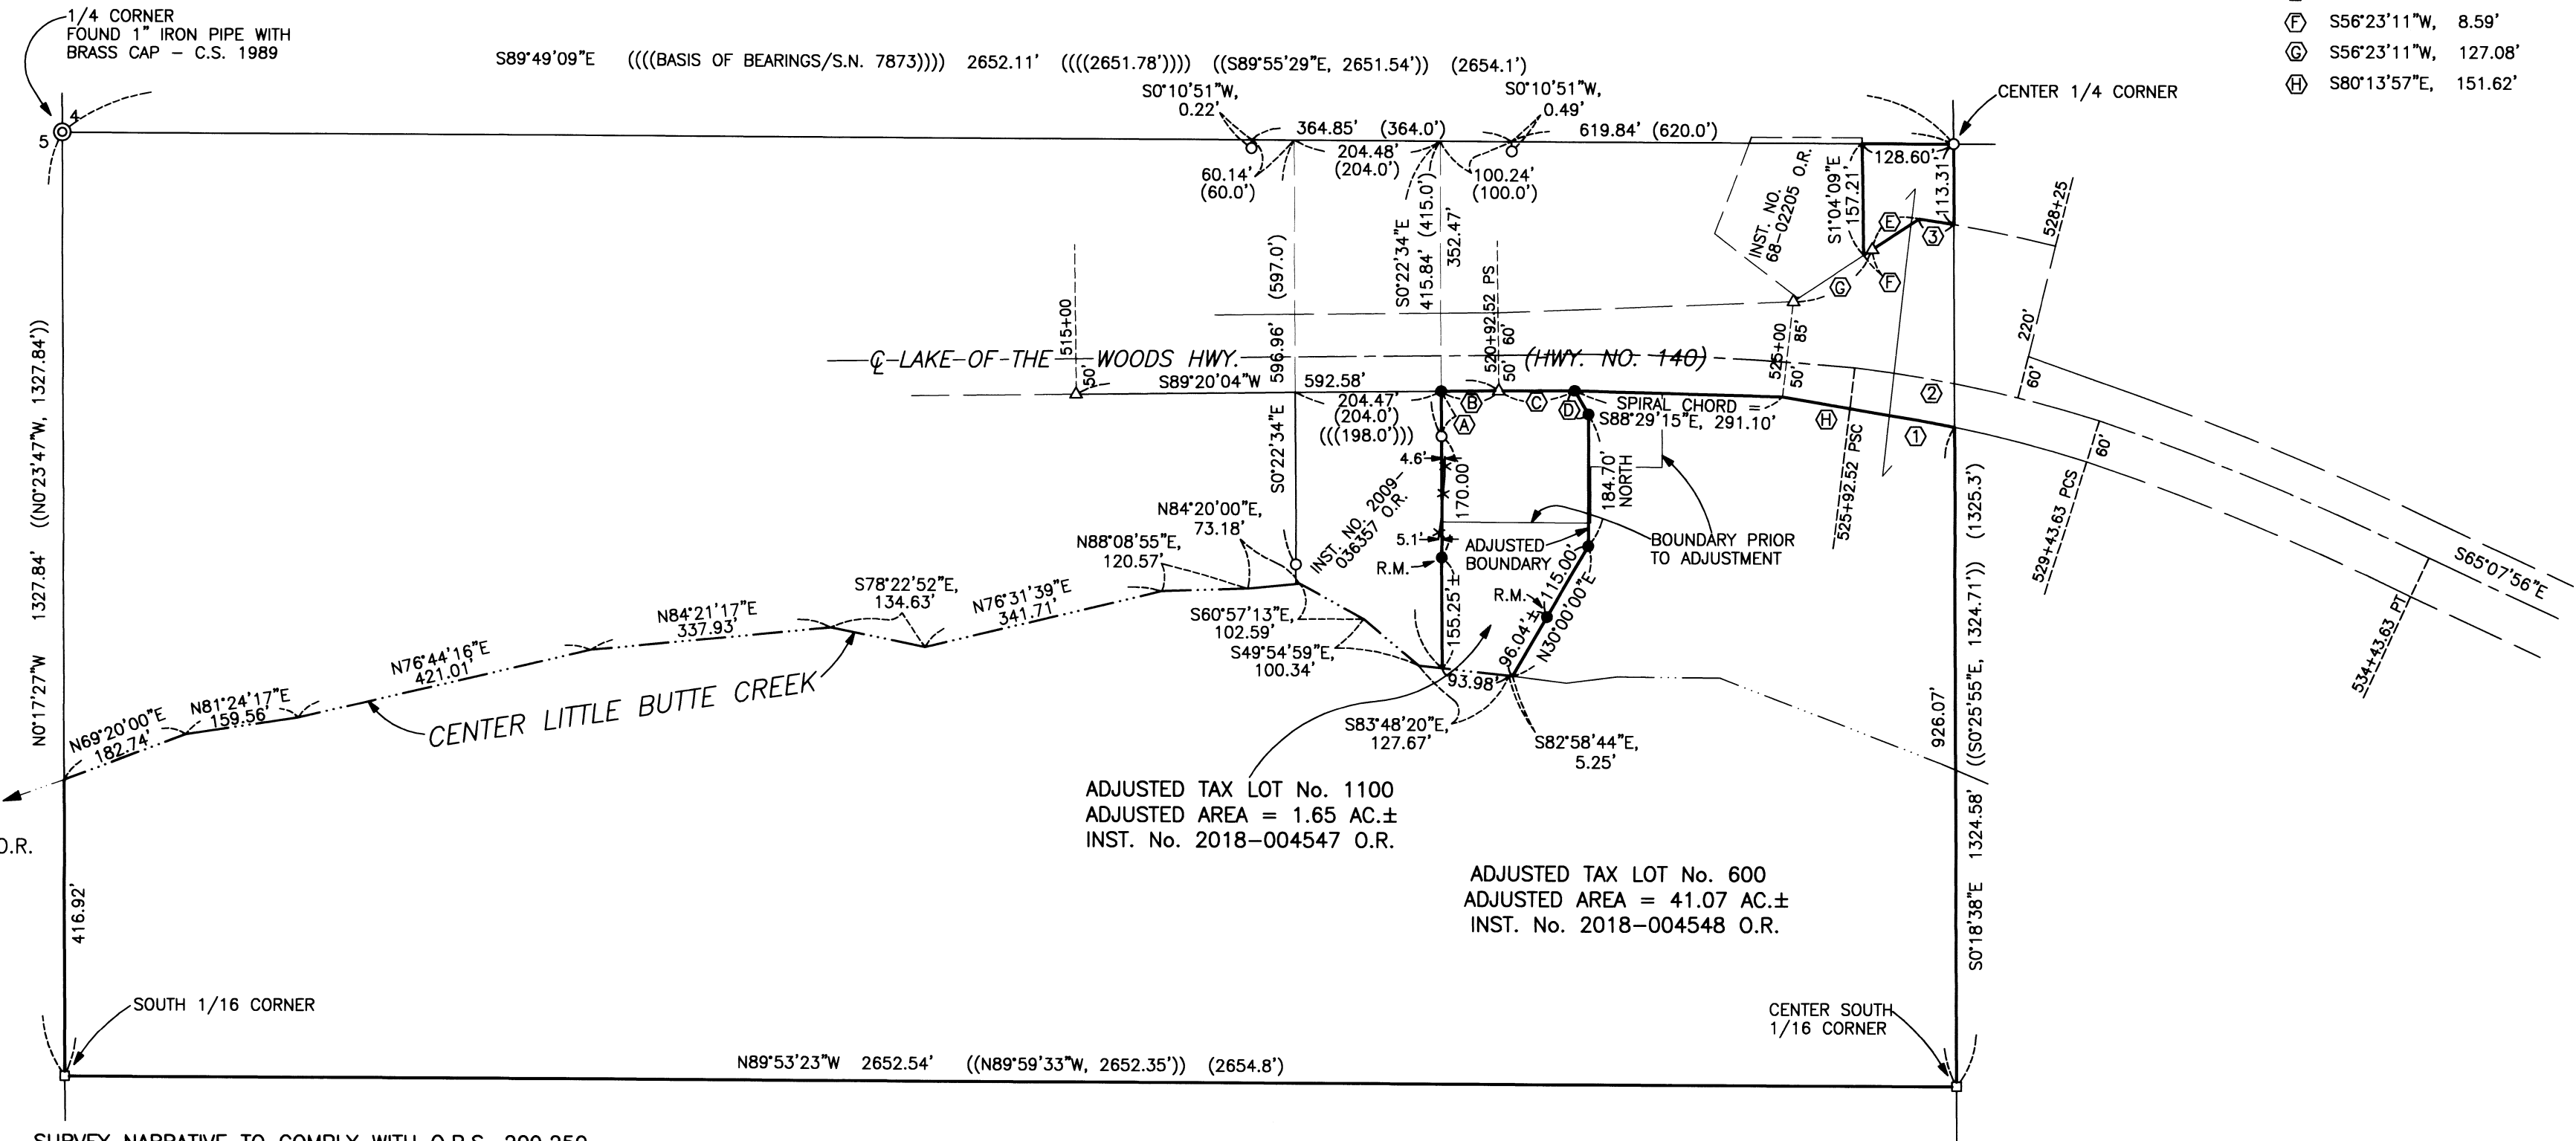 1/4 CORNER
FOUND 1" IRON PIPE WITH
BRASS CAP – C.S. 1989
S89°49'09"E ((((BASIS OF BEARINGS/S.N. 7873)))) 2652.11' ((((2651.78')))) ((S89°55'29"E, 2651.54')) (2654.1')
F S56°23'11"W, 8.59'
G S56°23'11"W, 127.08'
H S80°13'57"E, 151.62'
CENTER 1/4 CORNER
4
5
S0°10'51"W,
0.22'
S0°10'51"W,
0.49'
364.85' (364.0')
619.84' (620.0')
204.48'
(204.0')
60.14'
(60.0')
100.24'
(100.0')
128.60'
113.31'
S1°04'09"E
157.21'
INST. NO.
68-02205 O.R.
E
3
F
G
528+25
220'
60'
S0°22'34"E
415.84' (415.0')
352.47'
(597.0')
596.96'
S0°22'34"E
515+00
50'
520+92.52 PS
60'
50'
525+00
85'
50'
℄ LAKE OF THE WOODS HWY.
(HWY. NO. 140)
S89°20'04"W 592.58'
204.47'
(204.0')
(((198.0')))
B
C
D
A
SPIRAL CHORD =
S88°29'15"E, 291.10'
H
1
2
525+92.52 PSC
529+43.63 PCS
60'
534+43.63 PT
S65°07'56"E
4.6'
170.00'
5.1'
184.70'
NORTH
INST. NO. 2009-
036357 O.R.
R.M.
ADJUSTED
BOUNDARY
BOUNDARY PRIOR
TO ADJUSTMENT
155.25'±
R.M.
115.00'
96.04'±
N30°00'00"E
93.98'
N84°20'00"E,
73.18'
N88°08'55"E,
120.57'
S78°22'52"E,
134.63'
N76°31'39"E
341.71'
N84°21'17"E
337.93'
N76°44'16"E
421.01'
N81°24'17"E
159.56'
N69°20'00"E
182.74'
S60°57'13"E,
102.59'
S49°54'59"E,
100.34'
S83°48'20"E,
127.67'
S82°58'44"E,
5.25'
CENTER LITTLE BUTTE CREEK
N0°17'27"W 1327.84' ((N0°23'47"W, 1327.84'))
416.92'
926.07'
S0°18'38"E 1324.58' ((S0°25'55"E, 1324.71')) (1325.3')
ADJUSTED TAX LOT No. 1100
ADJUSTED AREA = 1.65 AC.±
INST. No. 2018-004547 O.R.
ADJUSTED TAX LOT No. 600
ADJUSTED AREA = 41.07 AC.±
INST. No. 2018-004548 O.R.
O.R.
SOUTH 1/16 CORNER
CENTER SOUTH
1/16 CORNER
N89°53'23"W 2652.54' ((N89°59'33"W, 2652.35')) (2654.8')
SURVEY NARRATIVE TO COMPLY WITH O.R.S. 209.250